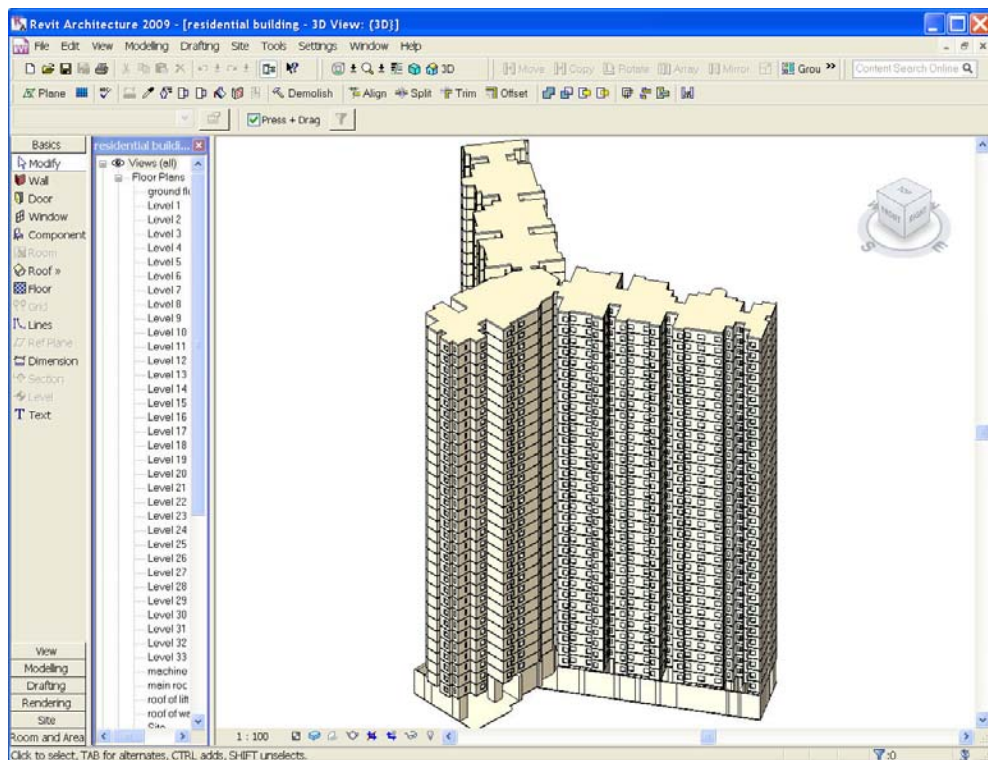 Revit Architecture 2009 - [residential building - 3D View: {3D}]
File Edit View Modeling Drafting Site Tools Settings Window Help
3D Move Copy Rotate Array Mirror Grou » Content Search Online
Plane Demolish Align Split Trim Offset
Press + Drag
Basics
Modify
Wall
Door
Window
Component
Room
Roof »
Floor
Grid
Lines
Ref Plane
Dimension
Section
Level
Text
View
Modeling
Drafting
Rendering
Site
Room and Area
residential buildi...
Views (all)
Floor Plans
ground fl
Level 1
Level 2
Level 3
Level 4
Level 5
Level 6
Level 7
Level 8
Level 9
Level 10
Level 11
Level 12
Level 13
Level 14
Level 15
Level 16
Level 17
Level 18
Level 19
Level 20
Level 21
Level 22
Level 23
Level 24
Level 25
Level 26
Level 27
Level 28
Level 29
Level 30
Level 31
Level 32
Level 33
machine
main roc
roof of lift
roof of we
Site
TOP
FRONT RIGHT
S E
1 : 100
Click to select, TAB for alternates, CTRL adds, SHIFT unselects.
:0